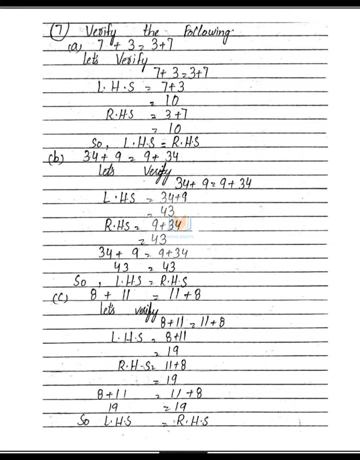 (7) Verify the Following.
(a) 7 + 3 = 3+7
let's Verify
7+3=3+7
L.H.S = 7+3
= 10
R.H.S = 3+7
= 10
So, L.H.S = R.H.S
(b) 34+9 = 9+34
let's Verify
34+9=9+34
L.H.S = 34+9
= 43
R.H.S = 9+34
= 43
34+9 = 9+34
43 = 43
So, L.H.S = R.H.S
(c) 8 + 11 = 11+8
let's verify
8+11=11+8
L.H.S = 8+11
= 19
R.H.S = 11+8
= 19
8+11 = 11+8
19 = 19
So L.H.S = R.H.S